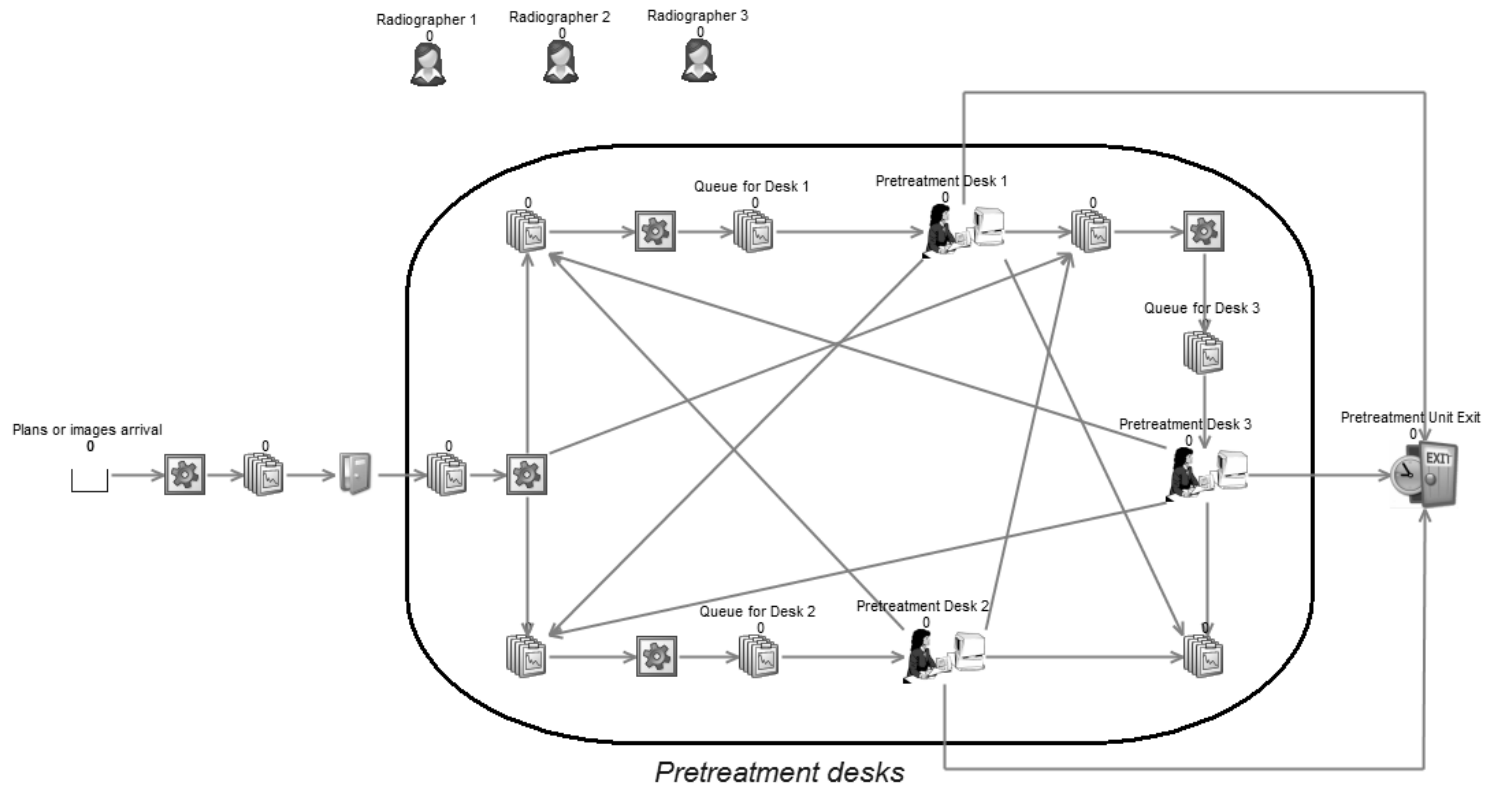 Radiographer 1
0
Radiographer 2
0
Radiographer 3
0
Pretreatment Desk 1
0
Queue for Desk 1
0
0
0
Queue for Desk 3
Pretreatment Desk 3
0
Pretreatment Unit Exit
0
EXIT
Plans or images arrival
0
0
0
Queue for Desk 2
0
Pretreatment Desk 2
0
0
0
Pretreatment desks